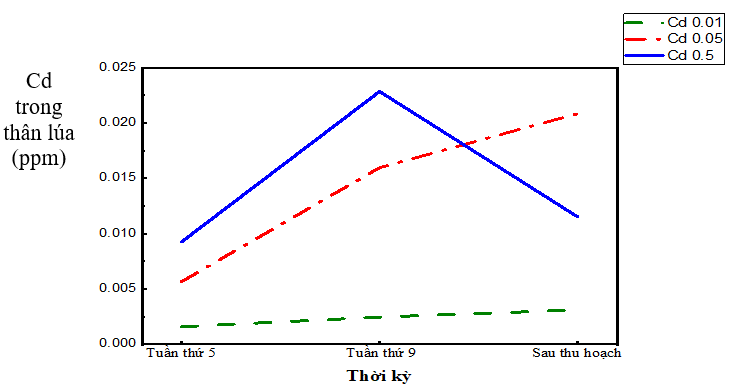 Cd 0.01
Cd 0.05
Cd 0.5
Cd
trong
thân lúa
(ppm)
0.025
0.020
0.015
0.010
0.005
0.000
Tuần thứ 5 Tuần thứ 9 Sau thu hoạch
Thời kỳ